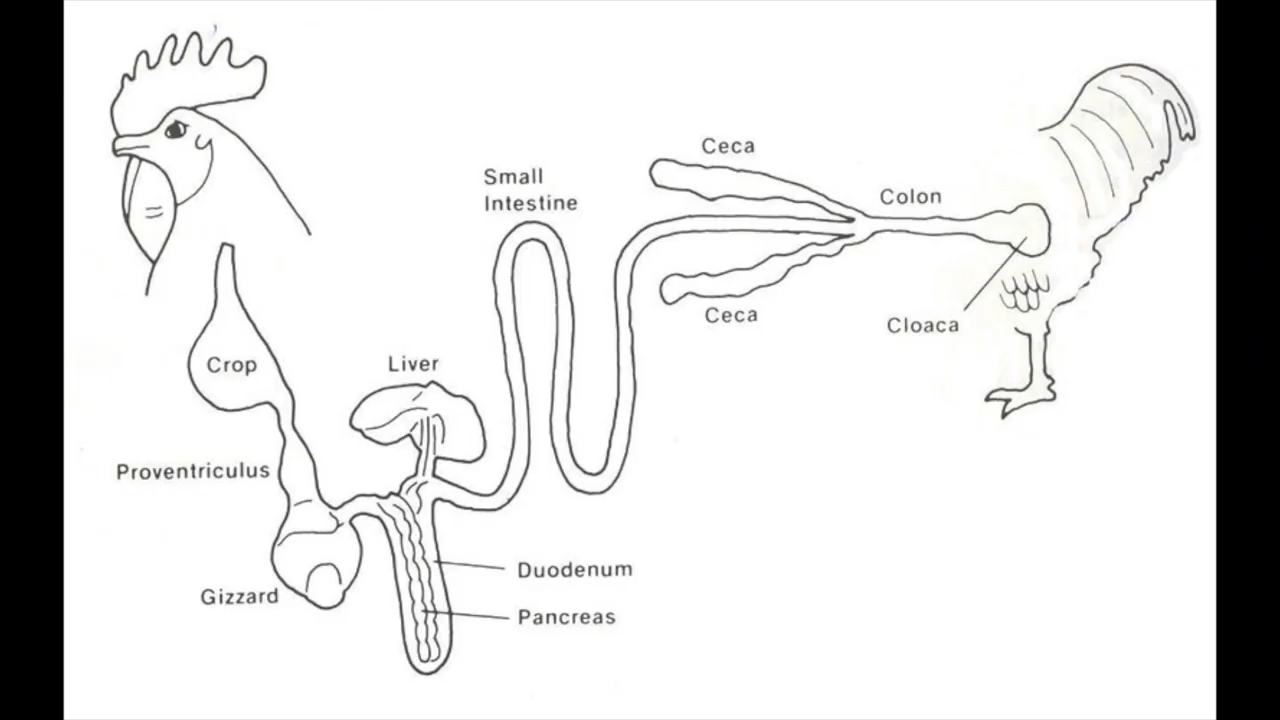 Ceca
Small
Intestine
Colon
Ceca
Cloaca
Crop
Liver
Proventriculus
Duodenum
Gizzard
Pancreas